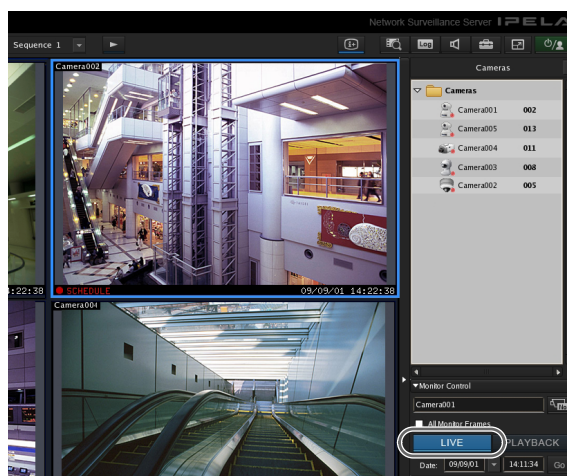 Network Surveillance Server IPELA
Sequence 1
Log
Cameras
Camera002
Cameras
Camera001 002
Camera005 013
Camera004 011
Camera003 008
Camera002 005
:22:38
SCHEDULE 09/09/01 14:22:38
Camera004
Monitor Control
Camera001
All Monitor Frames
LIVE PLAYBACK
Date: 09/09/01 14:11:34 Go